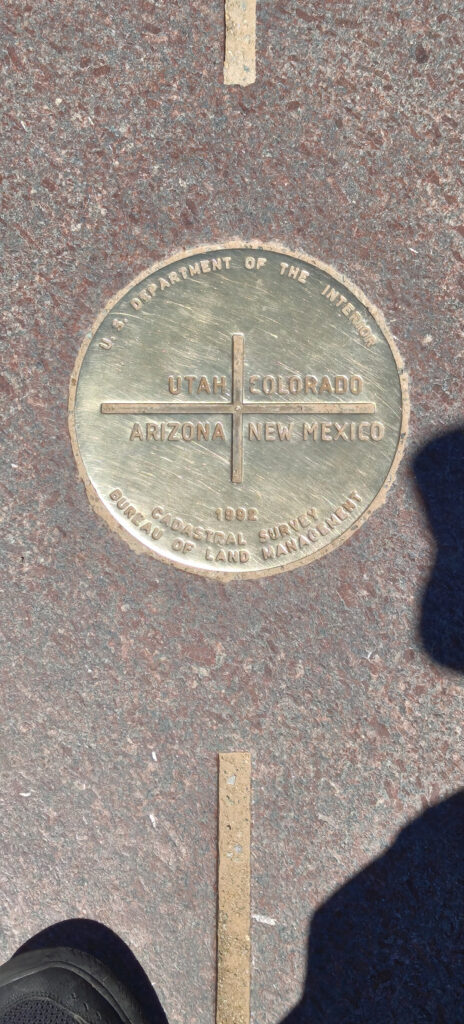 U. S. DEPARTMENT OF THE INTERIOR
UTAH COLORADO
ARIZONA NEW MEXICO
1992
CADASTRAL SURVEY
BUREAU OF LAND MANAGEMENT